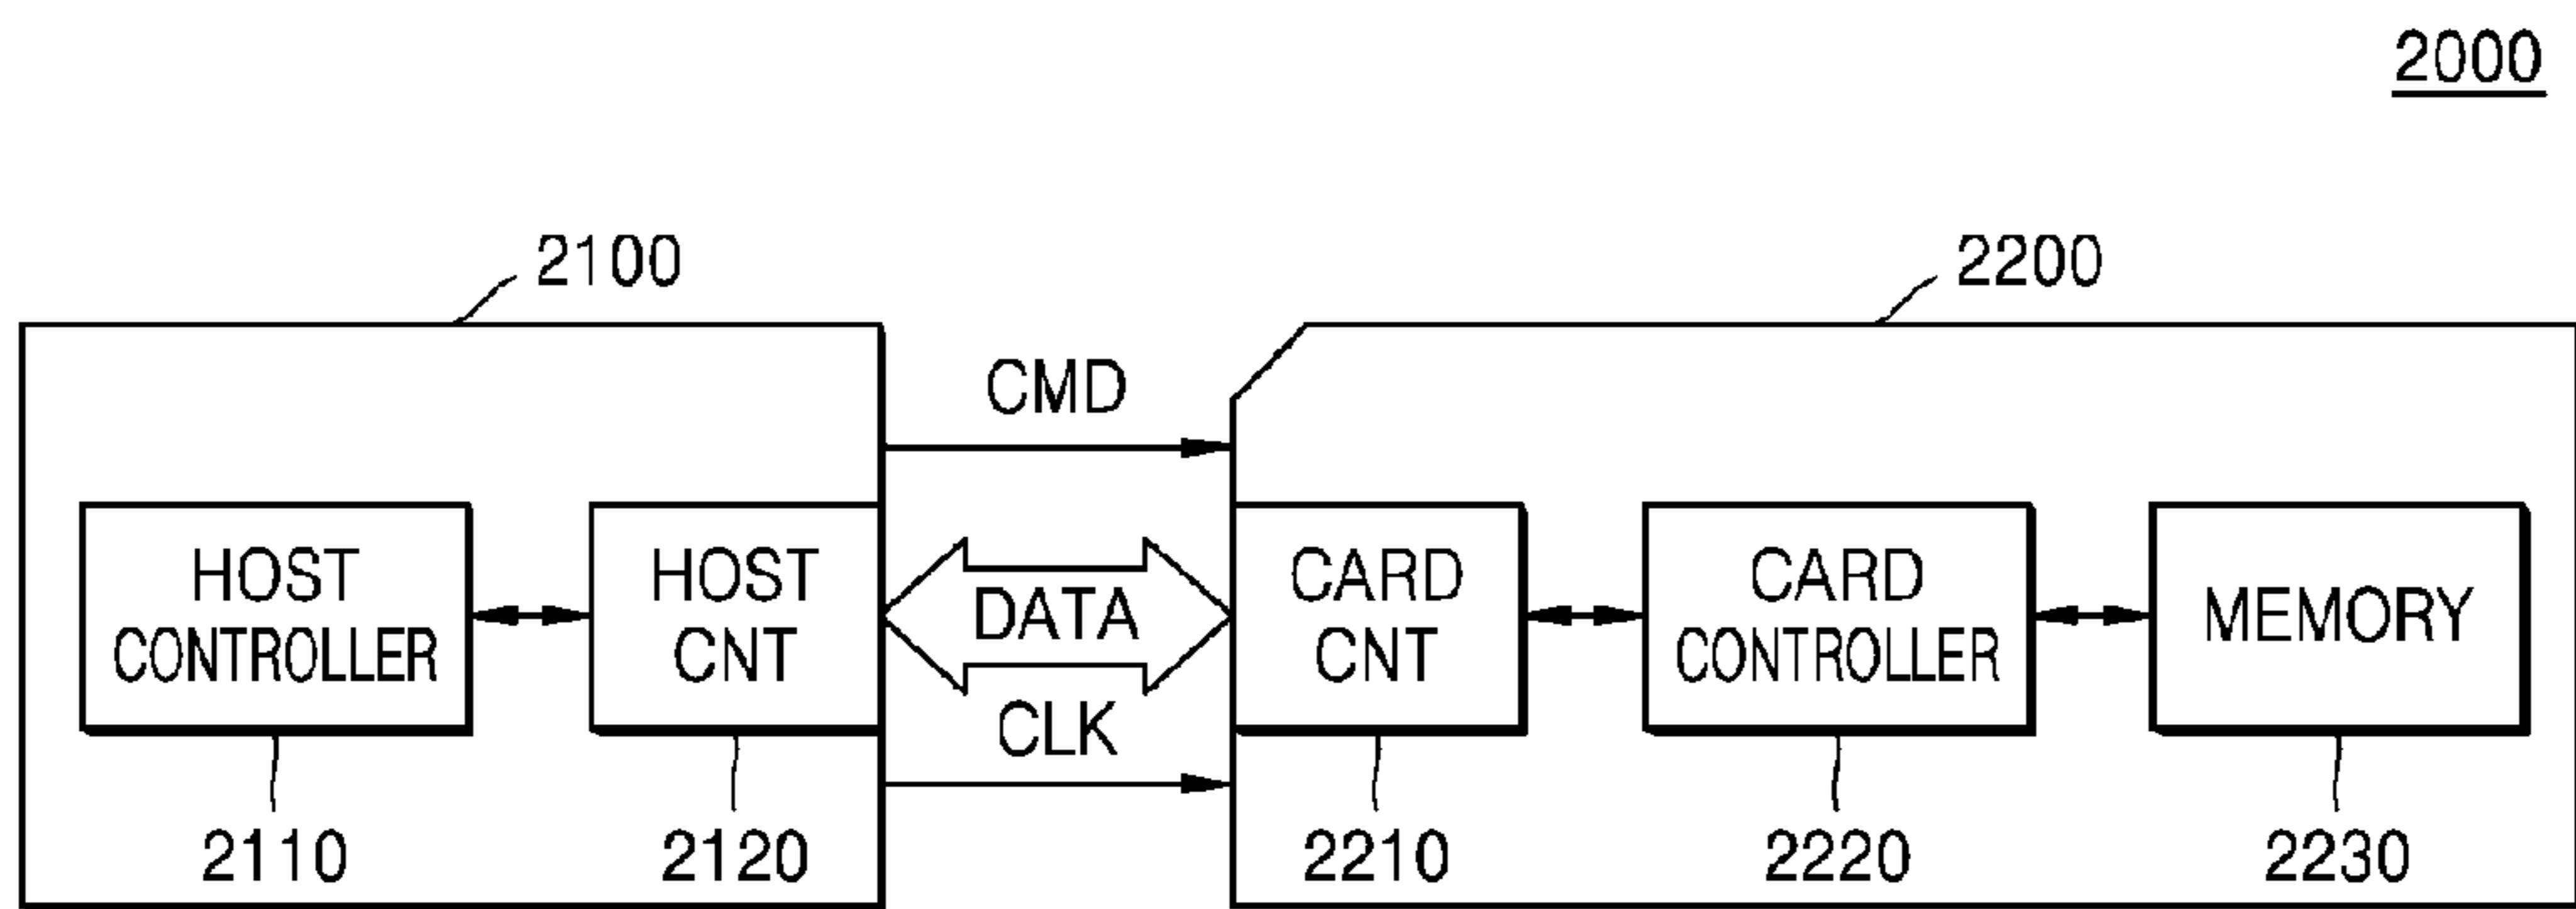 2000
2100
2200
CMD
HOST
CONTROLLER
HOST
CNT
DATA
CARD
CNT
CARD
CONTROLLER
MEMORY
CLK
2110
2120
2210
2220
2230